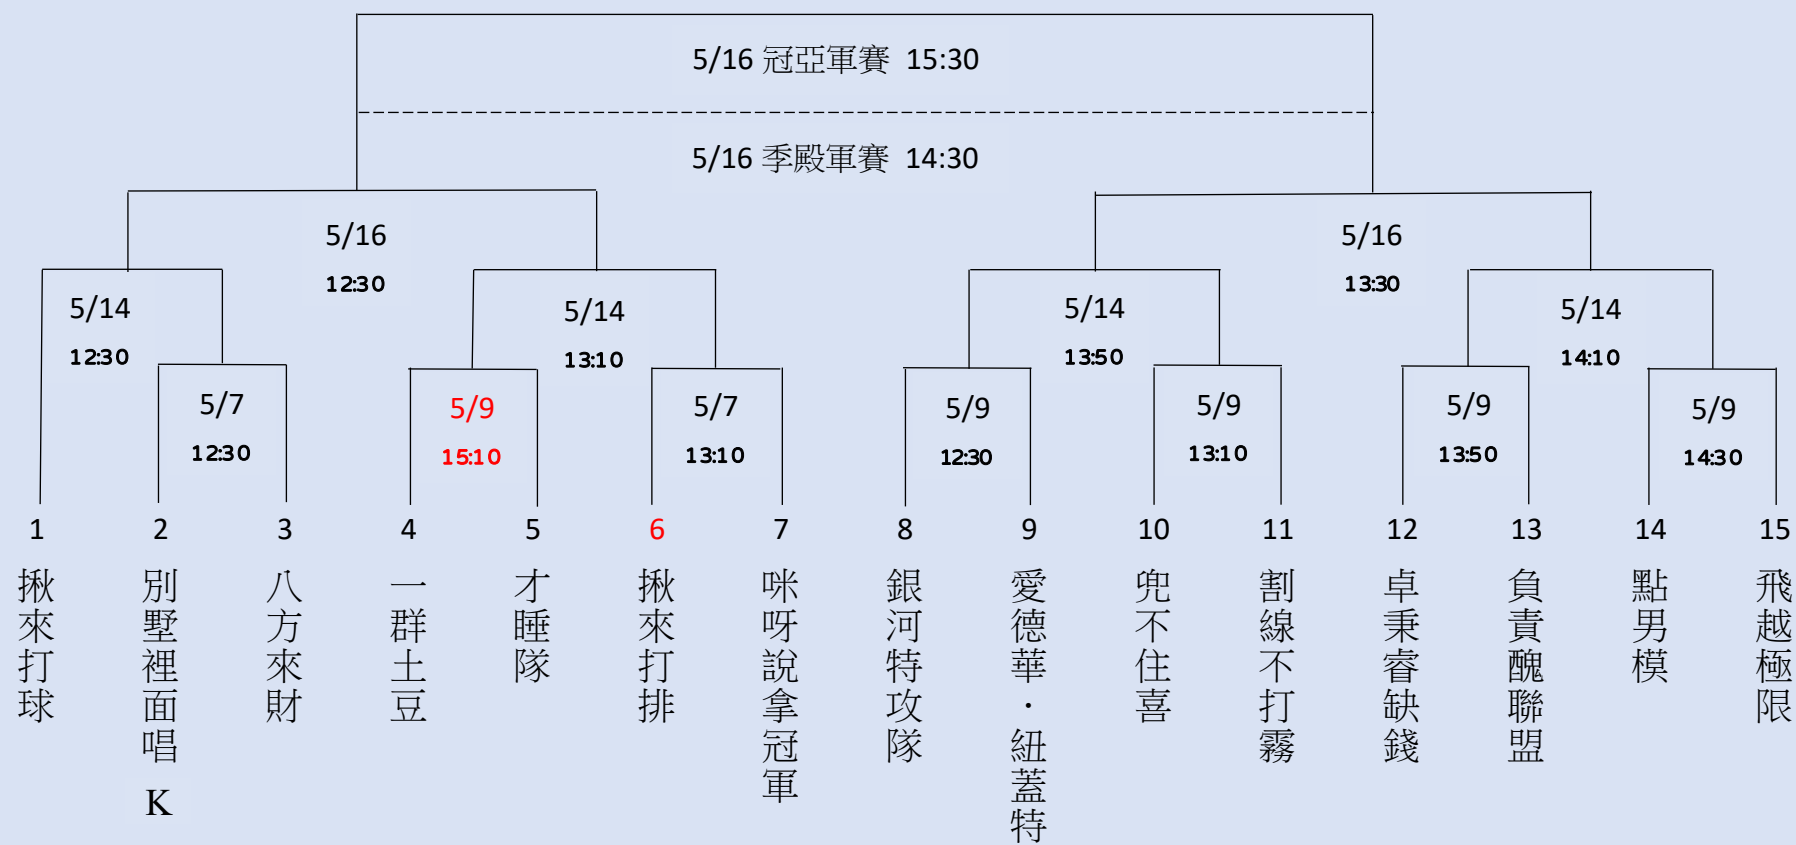 5/16 冠亞軍賽 15:30
5/16 季殿軍賽 14:30
5/16
12:30
5/16
13:30
5/14
12:30
5/14
13:10
5/14
13:50
5/14
14:10
5/7
12:30
5/9
15:10
5/7
13:10
5/9
12:30
5/9
13:10
5/9
13:50
5/9
14:30
1
2
3
4
5
6
7
8
9
10
11
12
13
14
15
揪來打球
別墅裡面唱K
八方來財
一群土豆
才睡隊
揪來打排
咪呀說拿冠軍
銀河特攻隊
愛德華·紐蓋特
兜不住喜
割線不打霧
卓秉睿缺錢
負責醜聯盟
點男模
飛越極限